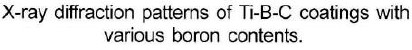 X-ray diffraction patterns of Ti-B-C coatings with
various boron contents.